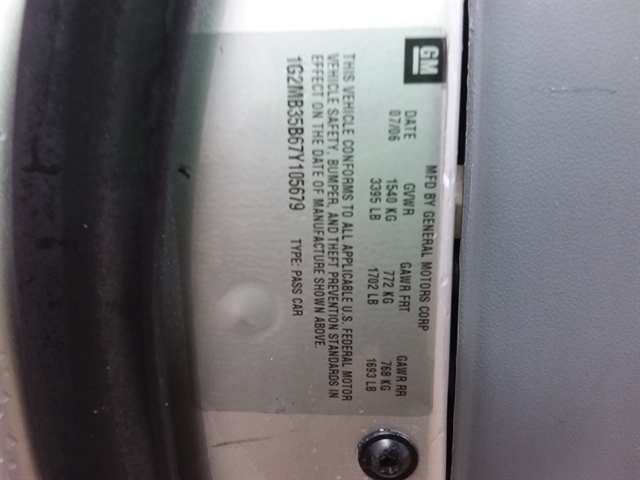 GM
MFD BY GENERAL MOTORS CORP
DATE GVWR GAWR FRT GAWR RR
07/06 1540 KG 772 KG 768 KG
3395 LB 1702 LB 1693 LB
THIS VEHICLE CONFORMS TO ALL APPLICABLE U.S. FEDERAL MOTOR
VEHICLE SAFETY, BUMPER, AND THEFT PREVENTION STANDARDS IN
EFFECT ON THE DATE OF MANUFACTURE SHOWN ABOVE.
1G2MB35B67Y105679 TYPE: PASS CAR